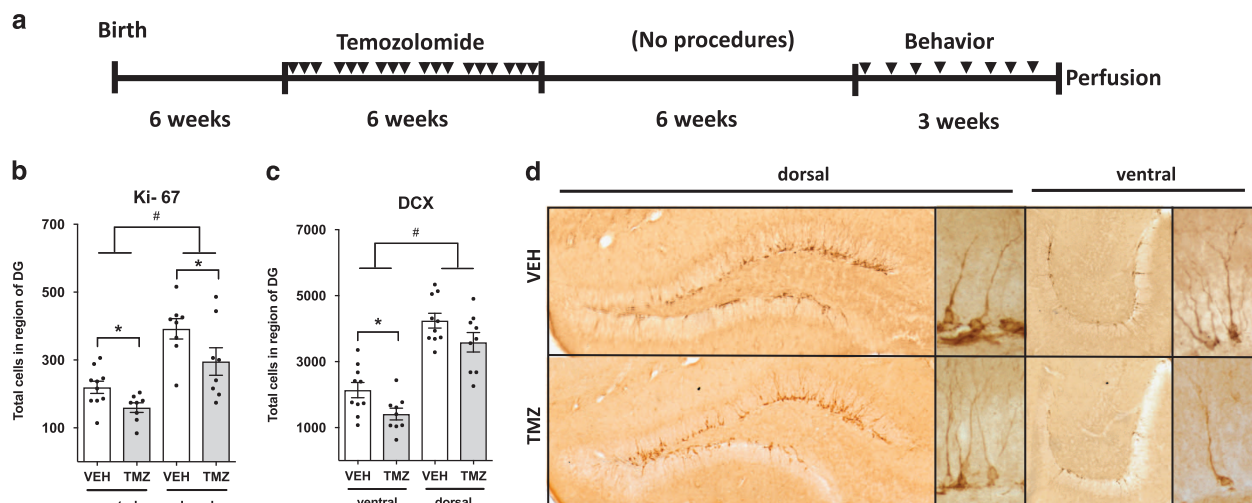 a
Birth
Temozolomide
(No procedures)
Behavior
Perfusion
6 weeks
6 weeks
6 weeks
3 weeks
b
Ki- 67
#
*
*
Total cells in region of DG
700
500
300
100
VEH TMZ VEH TMZ
c
DCX
#
*
Total cells in region of DG
7000
5000
3000
1000
VEH TMZ VEH TMZ
ventral dorsal
d
dorsal
ventral
VEH
TMZ